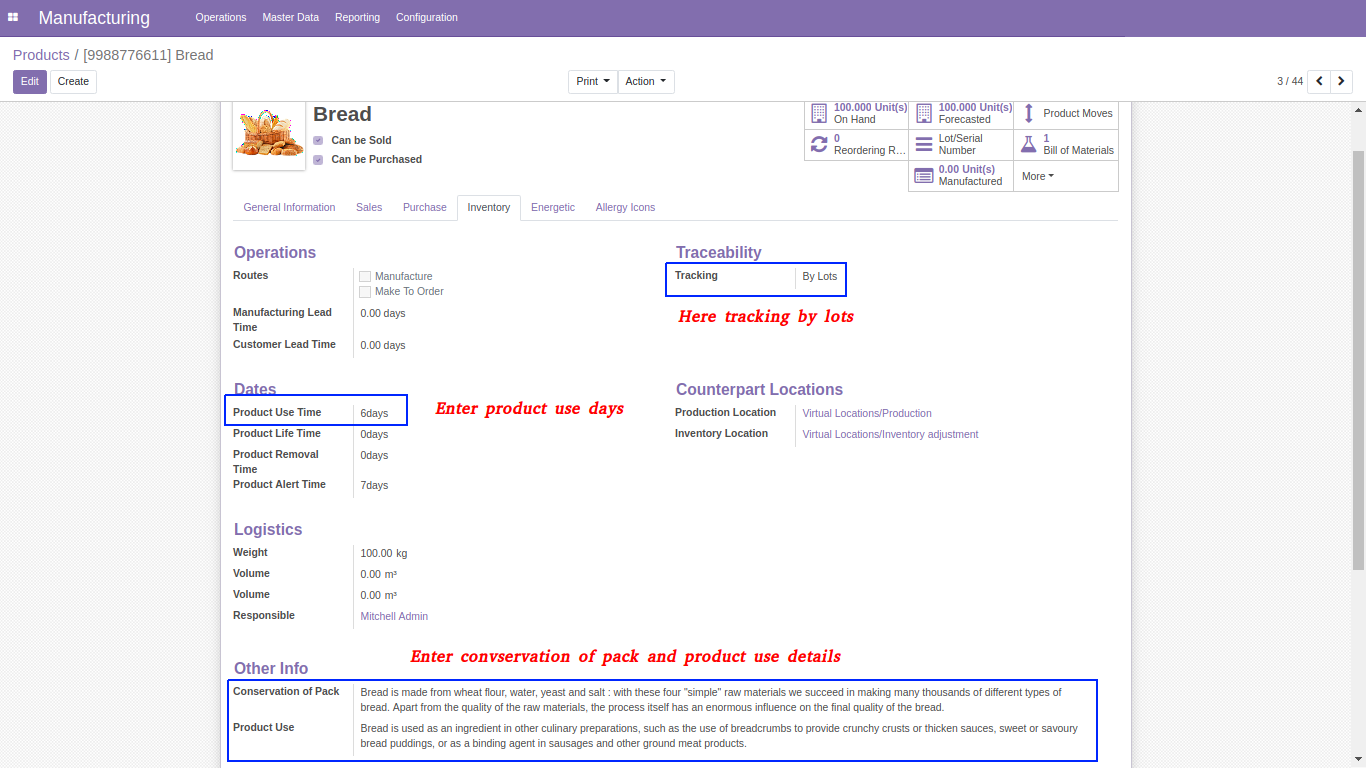 Manufacturing
Operations Master Data Reporting Configuration
Products / [9988776611] Bread
Edit Create
Print Action
3 / 44
Bread
Can be Sold
Can be Purchased
100.000 Unit(s)
On Hand
100.000 Unit(s)
Forecasted
Product Moves
0
Reordering R...
Lot/Serial
Number
1
Bill of Materials
0.00 Unit(s)
Manufactured
More
General Information Sales Purchase Inventory Energetic Allergy Icons
Operations
Routes
Manufacture
Make To Order
Manufacturing Lead
Time
0.00 days
Customer Lead Time 0.00 days
Traceability
Tracking By Lots
Here tracking by lots
Dates
Product Use Time 6days
Enter product use days
Product Life Time 0days
Product Removal
Time
0days
Product Alert Time 7days
Counterpart Locations
Production Location Virtual Locations/Production
Inventory Location Virtual Locations/Inventory adjustment
Logistics
Weight 100.00 kg
Volume 0.00 m³
Volume 0.00 m³
Responsible Mitchell Admin
Enter convservation of pack and product use details
Other Info
Conservation of Pack Bread is made from wheat flour, water, yeast and salt : with these four "simple" raw materials we succeed in making many thousands of different types of
bread. Apart from the quality of the raw materials, the process itself has an enormous influence on the final quality of the bread.
Product Use Bread is used as an ingredient in other culinary preparations, such as the use of breadcrumbs to provide crunchy crusts or thicken sauces, sweet or savoury
bread puddings, or as a binding agent in sausages and other ground meat products.